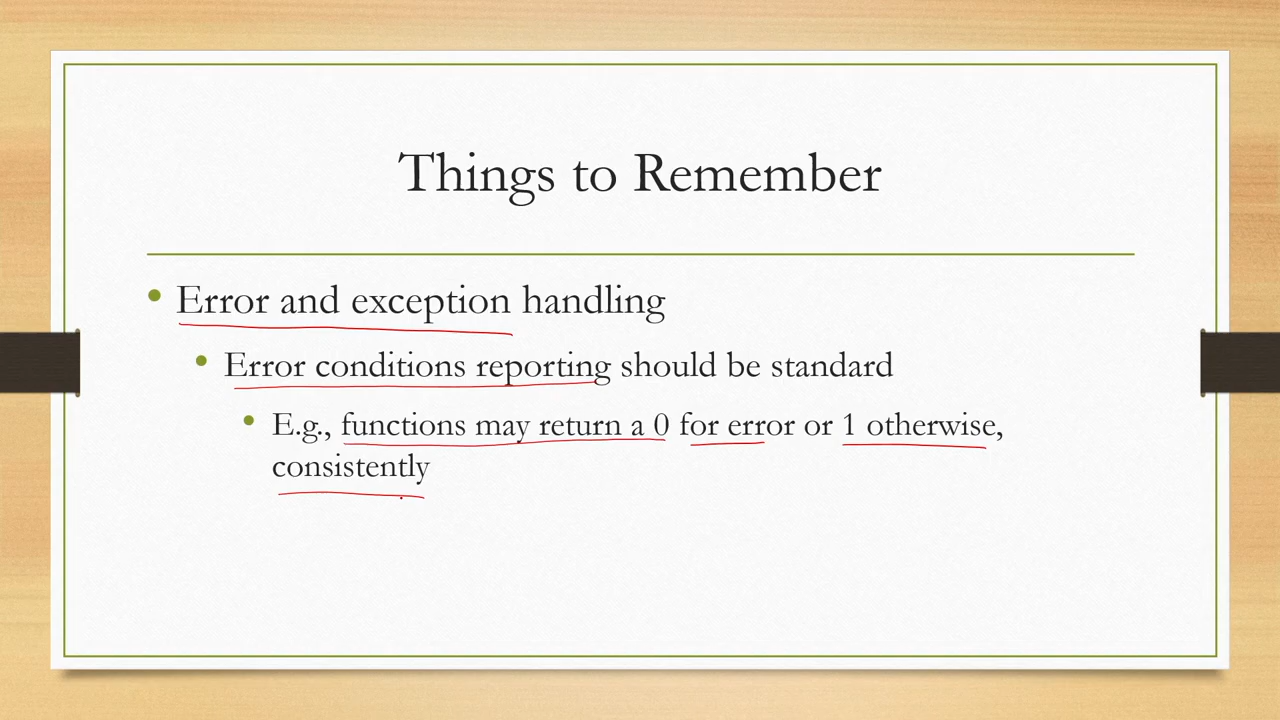 Things to Remember
Error and exception handling
Error conditions reporting should be standard
E.g., functions may return a 0 for error or 1 otherwise,
consistently